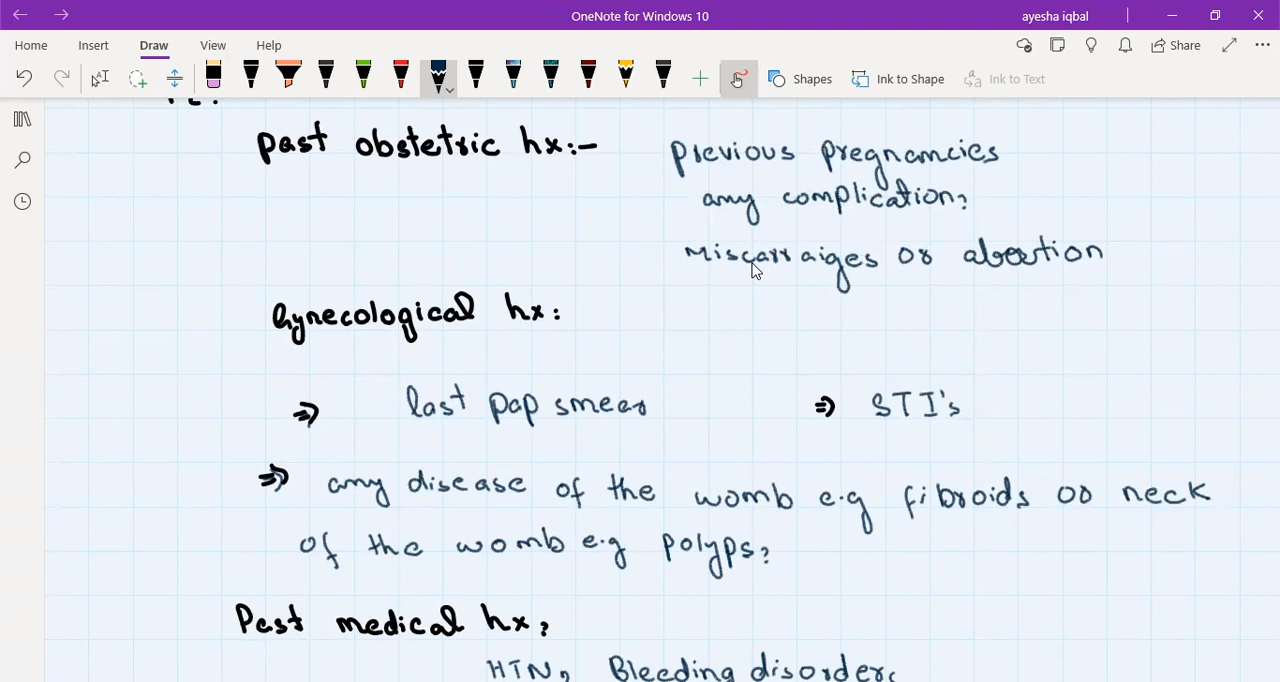 OneNote for Windows 10
ayesha iqbal
Home Insert Draw View Help
Share
Shapes Ink to Shape Ink to Text
Past obstetric hx:-
Previous pregnancies
any complication?
Miscarraiges or abortion
Gynecological hx:
⇒ last pap smear ⇒ STI's
⇒ any disease of the womb e.g fibroids or neck
of the womb e.g polyps?
Past medical hx?
HTN, Bleeding disorders